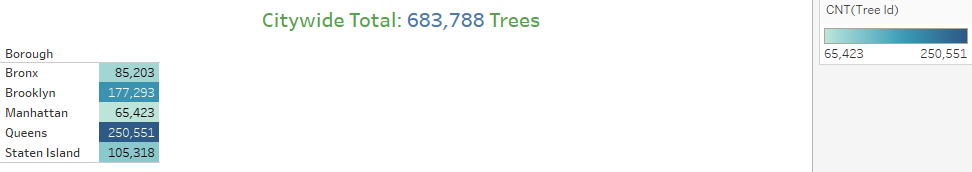 Citywide Total: 683,788 Trees
CNT(Tree Id)
65,423 250,551
Borough
Bronx 85,203
Brooklyn 177,293
Manhattan 65,423
Queens 250,551
Staten Island 105,318